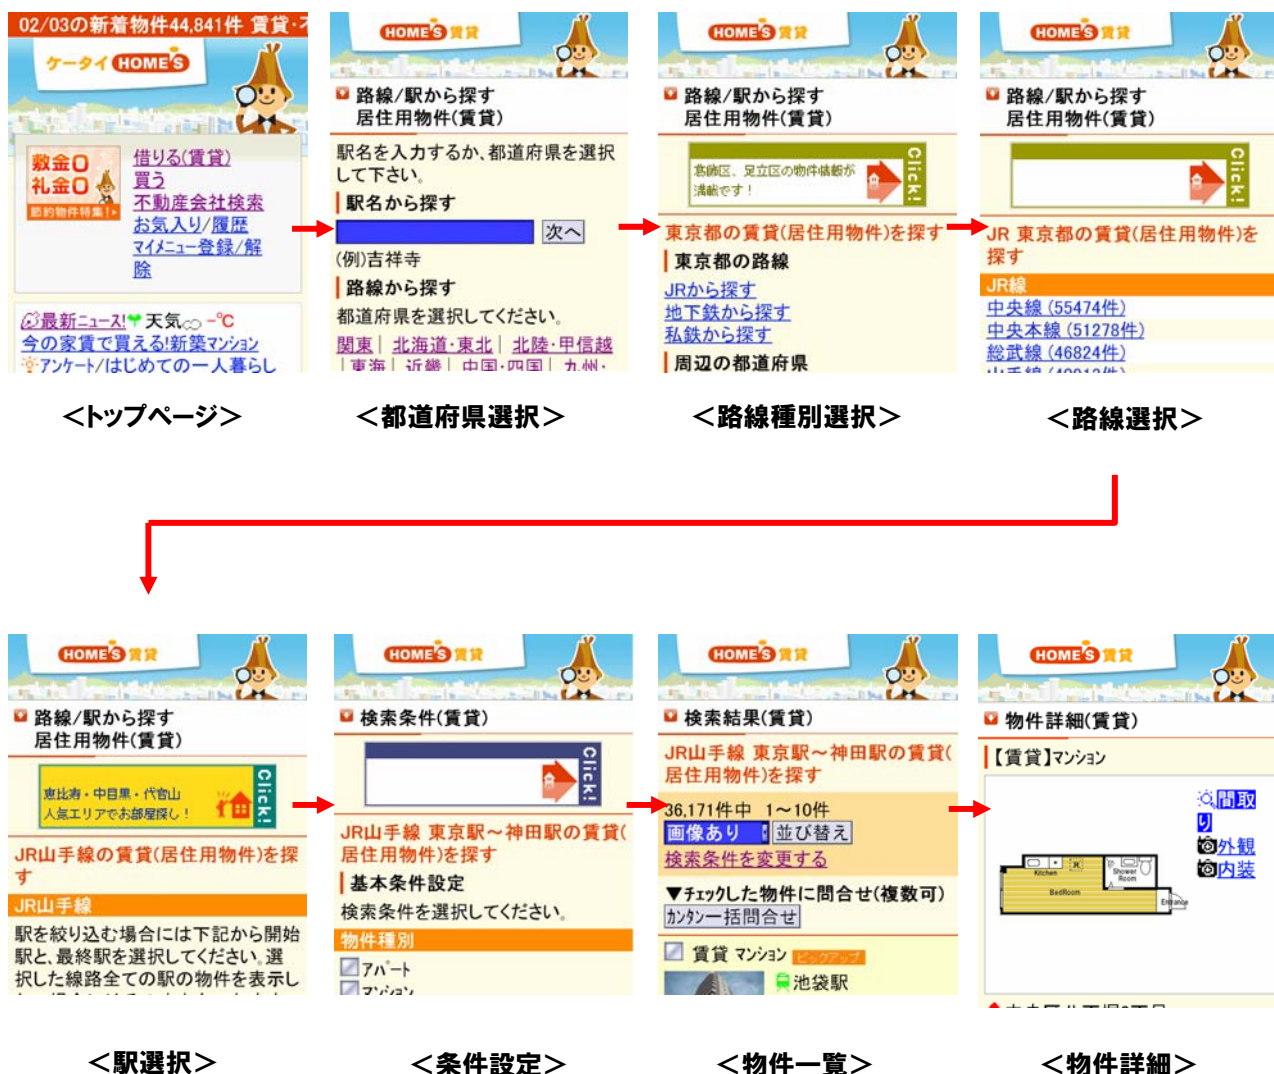 02/03の新着物件44,841件 賃貸・
ケータイ HOME'S
敷金0
礼金0
節約物件特集!
借りる(賃貸)
買う
不動産会社検索
お気入り/履歴
マイメニュー登録/解
除
最新ニュース! 天気 -℃
今の家賃で買える!新築マンション
アンケート/はじめての一人暮らし
<トップページ>
HOME'S 賃貸
路線/駅から探す
居住用物件(賃貸)
駅名を入力するか、都道府県を選択
して下さい。
駅名から探す
次へ
(例)吉祥寺
路線から探す
都道府県を選択してください。
関東| 北海道・東北| 北陸・甲信越
|東海| 近畿| 中国・四国| 九州・
<都道府県選択>
HOME'S 賃貸
路線/駅から探す
居住用物件(賃貸)
葛飾区、足立区の物件情報が
満載です!
Click!
東京都の賃貸(居住用物件)を探す
東京都の路線
JRから探す
地下鉄から探す
私鉄から探す
周辺の都道府県
<路線種別選択>
HOME'S 賃貸
路線/駅から探す
居住用物件(賃貸)
Click!
JR 東京都の賃貸(居住用物件)を
探す
JR線
中央線 (55474件)
中央本線 (51278件)
総武線 (46824件)
<路線選択>
HOME'S 賃貸
路線/駅から探す
居住用物件(賃貸)
恵比寿・中目黒・代官山
人気エリアでお部屋探し!
Click!
JR山手線の賃貸(居住用物件)を探
す
JR山手線
駅を絞り込む場合には下記から開始
駅と、最終駅を選択してください。選
択した線路全ての駅の物件を表示し
<駅選択>
HOME'S 賃貸
検索条件(賃貸)
Click!
JR山手線 東京駅～神田駅の賃貸(
居住用物件)を探す
基本条件設定
検索条件を選択してください。
物件種別
アパート
マンション
<条件設定>
HOME'S 賃貸
検索結果(賃貸)
JR山手線 東京駅～神田駅の賃貸(
居住用物件)を探す
36,171件中 1～10件
画像あり 並び替え
検索条件を変更する
▼チェックした物件に問合せ(複数可)
カンタン一括問合せ
賃貸 マンション ピックアップ
池袋駅
<物件一覧>
HOME'S 賃貸
物件詳細(賃貸)
【賃貸】マンション
間取
り
外観
内装
Kitchen
Shower
Room
BedRoom
Entrance
<物件詳細>